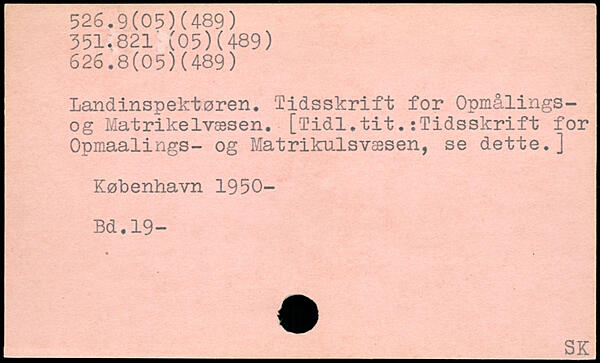 526.9(05)(489)
351.821 (05)(489)
626.8(05)(489)
Landinspektøren. Tidsskrift for Opmålings-
og Matrikelvæsen. [Tidl.tit.:Tidsskrift for
Opmaalings- og Matrikulsvæsen, se dette.]
København 1950-
Bd.19-
SK